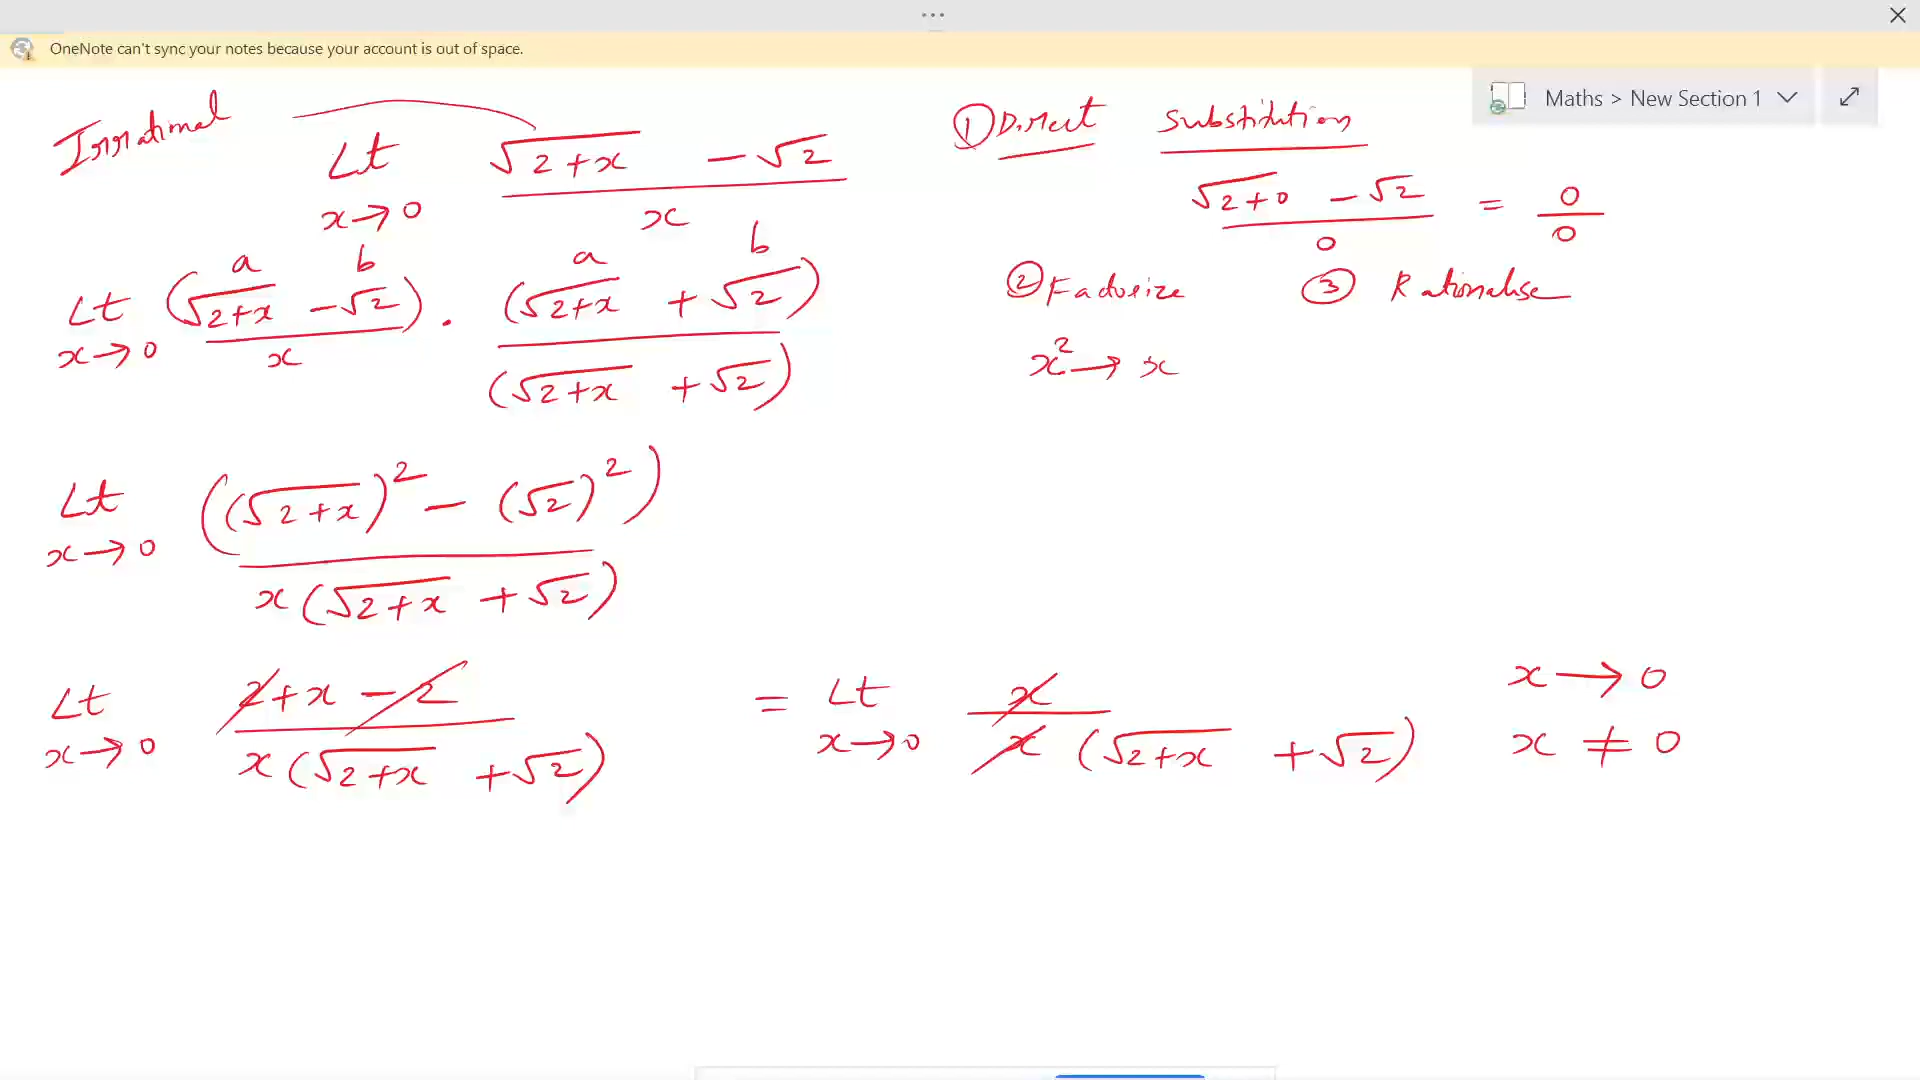 OneNote can't sync your notes because your account is out of space.
Maths > New Section 1
Irrational
Lt x→0 (√(2+x) − √2)/x
① Direct Substitution
(√(2+0) − √2)/0 = 0/0
② Factorize ③ Rationalise
x² → x
a b a b
Lt x→0 (√(2+x) − √2)/x . (√(2+x) + √2)/(√(2+x) + √2)
Lt x→0 ((√(2+x))² − (√2)²)/(x(√(2+x) + √2))
Lt x→0 (2+x−2)/(x(√(2+x) + √2)) = Lt x→0 x/(x(√(2+x) + √2))
x → 0
x ≠ 0